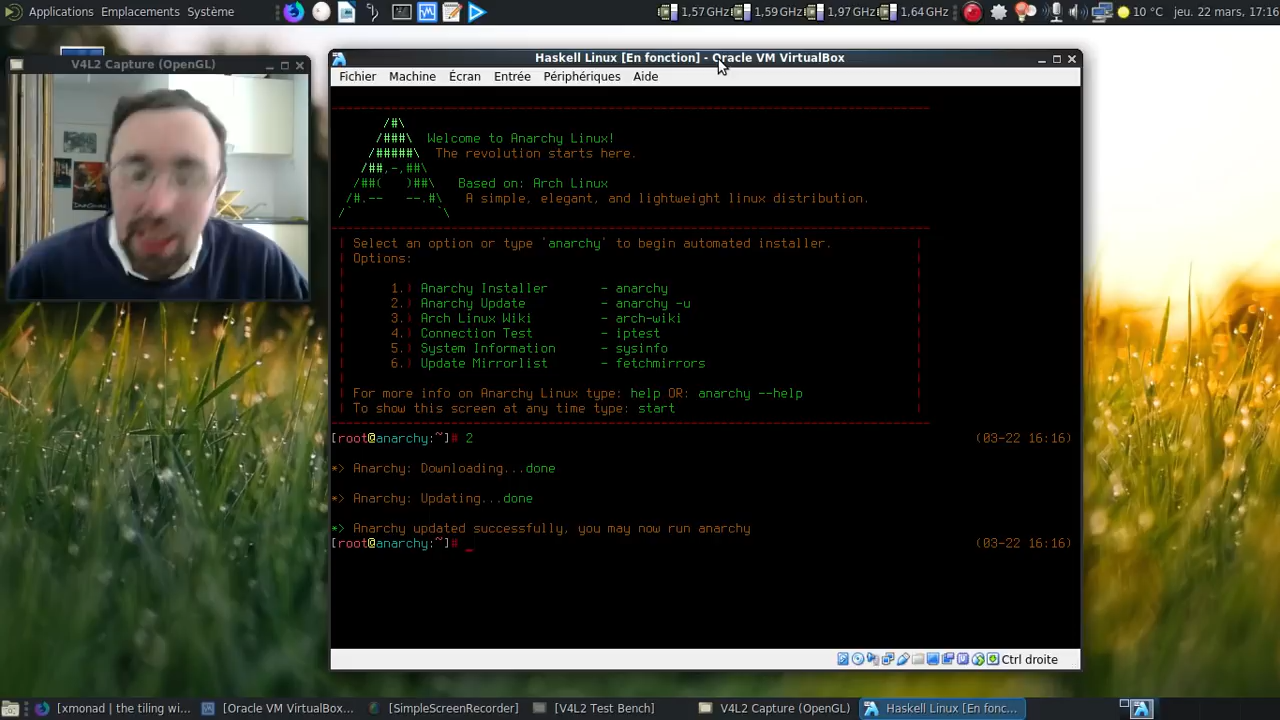 Applications Emplacements Système
1,57 GHz 1,59 GHz 1,97 GHz 1,64 GHz 10 °C jeu. 22 mars, 17:16
V4L2 Capture (OpenGL)
Haskell Linux [En fonction] - Oracle VM VirtualBox
Fichier Machine Écran Entrée Périphériques Aide
/#\
/###\ Welcome to Anarchy Linux!
/#####\ The revolution starts here.
/##,-,##\
/##( )##\ Based on: Arch Linux
/#.-- --.#\ A simple, elegant, and lightweight linux distribution.
/` `\
Select an option or type 'anarchy' to begin automated installer.
Options:
1.) Anarchy Installer - anarchy
2.) Anarchy Update - anarchy -u
3.) Arch Linux Wiki - arch-wiki
4.) Connection Test - iptest
5.) System Information - sysinfo
6.) Update Mirrorlist - fetchmirrors
For more info on Anarchy Linux type: help OR: anarchy --help
To show this screen at any time type: start
[root@anarchy:~]# 2 (03-22 16:16)
*> Anarchy: Downloading...done
*> Anarchy: Updating...done
*> Anarchy updated successfully, you may now run anarchy
[root@anarchy:~]# _ (03-22 16:16)
Ctrl droite
[xmonad | the tiling wi... [Oracle VM VirtualBox... [SimpleScreenRecorder] [V4L2 Test Bench] V4L2 Capture (OpenGL) Haskell Linux [En fonc...